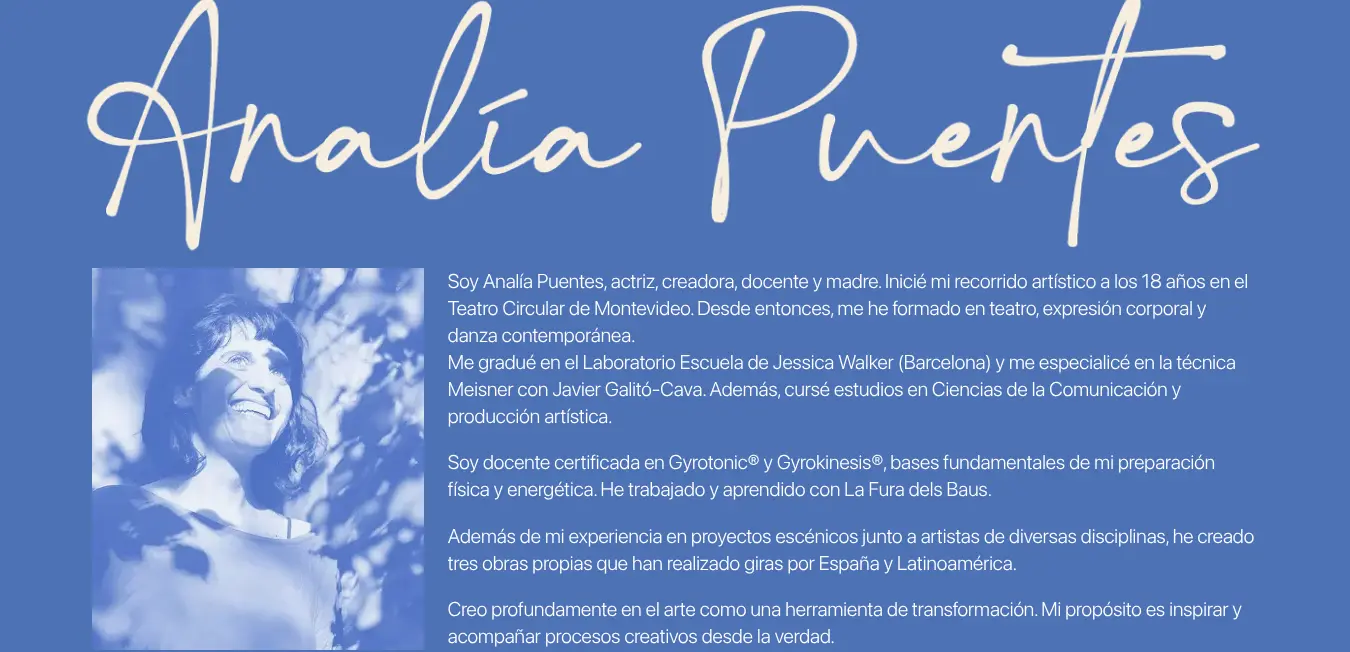 Analía Puentes
Soy Analía Puentes, actriz, creadora, docente y madre. Inicié mi recorrido artístico a los 18 años en el
Teatro Circular de Montevideo. Desde entonces, me he formado en teatro, expresión corporal y
danza contemporánea.
Me gradué en el Laboratorio Escuela de Jessica Walker (Barcelona) y me especialicé en la técnica
Meisner con Javier Galitó-Cava. Además, cursé estudios en Ciencias de la Comunicación y
producción artística.
Soy docente certificada en Gyrotonic® y Gyrokinesis®, bases fundamentales de mi preparación
física y energética. He trabajado y aprendido con La Fura dels Baus.
Además de mi experiencia en proyectos escénicos junto a artistas de diversas disciplinas, he creado
tres obras propias que han realizado giras por España y Latinoamérica.
Creo profundamente en el arte como una herramienta de transformación. Mi propósito es inspirar y
acompañar procesos creativos desde la verdad.